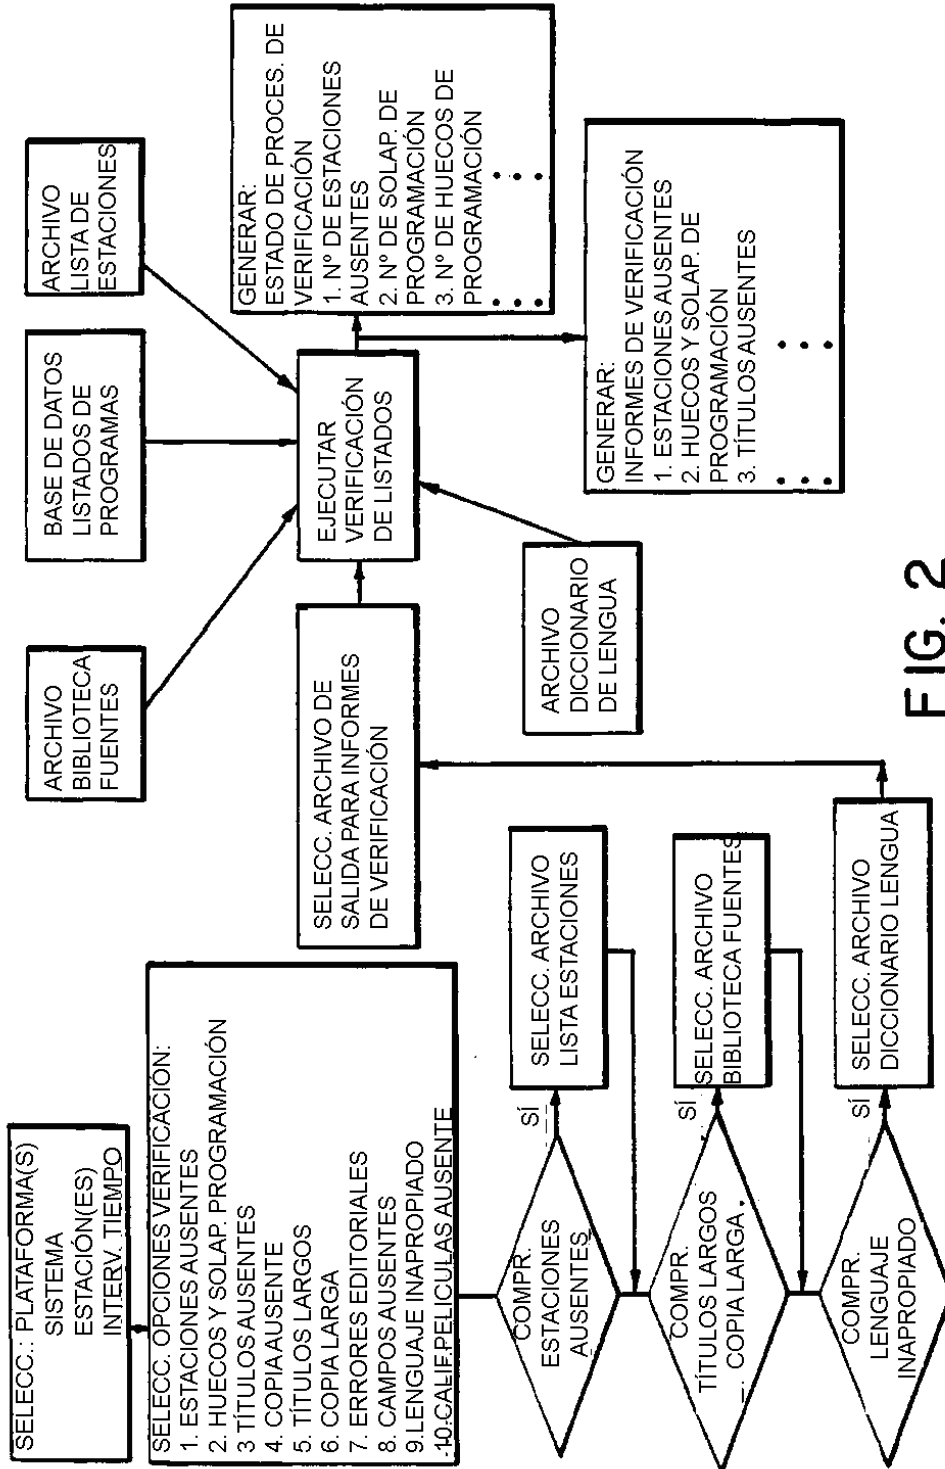 SELECC.: PLATAFORMA(S)
SISTEMA
ESTACIÓN(ES)
INTERV. TIEMPO
SELECC. OPCIONES VERIFICACIÓN:
1. ESTACIONES AUSENTES
2. HUECOS Y SOLAP. PROGRAMACIÓN
3 TÍTULOS AUSENTES
4. COPIA AUSENTE
5. TÍTULOS LARGOS
6. COPIA LARGA
7. ERRORES EDITORIALES
8. CAMPOS AUSENTES
9.LENGUAJE INAPROPIADO
10.CALIF.PELICULAS AUSENTE
COMPR.
ESTACIONES
AUSENTES
SÍ
SELECC. ARCHIVO
LISTA ESTACIONES
COMPR.
TÍTULOS LARGOS
COPIA LARGA
SÍ
SELECC. ARCHIVO
BIBLIOTECA FUENTES
COMPR.
LENGUAJE
INAPROPIADO
SÍ
SELECC. ARCHIVO
DICCIONARIO LENGUA
SELECC. ARCHIVO DE
SALIDA PARA INFORMES
DE VERIFICACIÓN
ARCHIVO
BIBLIOTECA
FUENTES
BASE DE DATOS
LISTADOS DE
PROGRAMAS
ARCHIVO
LISTA DE
ESTACIONES
EJECUTAR
VERIFICACIÓN
DE LISTADOS
ARCHIVO
DICCIONARIO
DE LENGUA
GENERAR:
ESTADO DE PROCES. DE
VERIFICACIÓN
1. Nº DE ESTACIONES
AUSENTES
2. Nº DE SOLAP. DE
PROGRAMACIÓN
3. Nº DE HUECOS DE
PROGRAMACIÓN
GENERAR:
INFORMES DE VERIFICACIÓN
1. ESTACIONES AUSENTES
2. HUECOS Y SOLAP. DE
PROGRAMACIÓN
3. TÍTULOS AUSENTES
FIG. 2